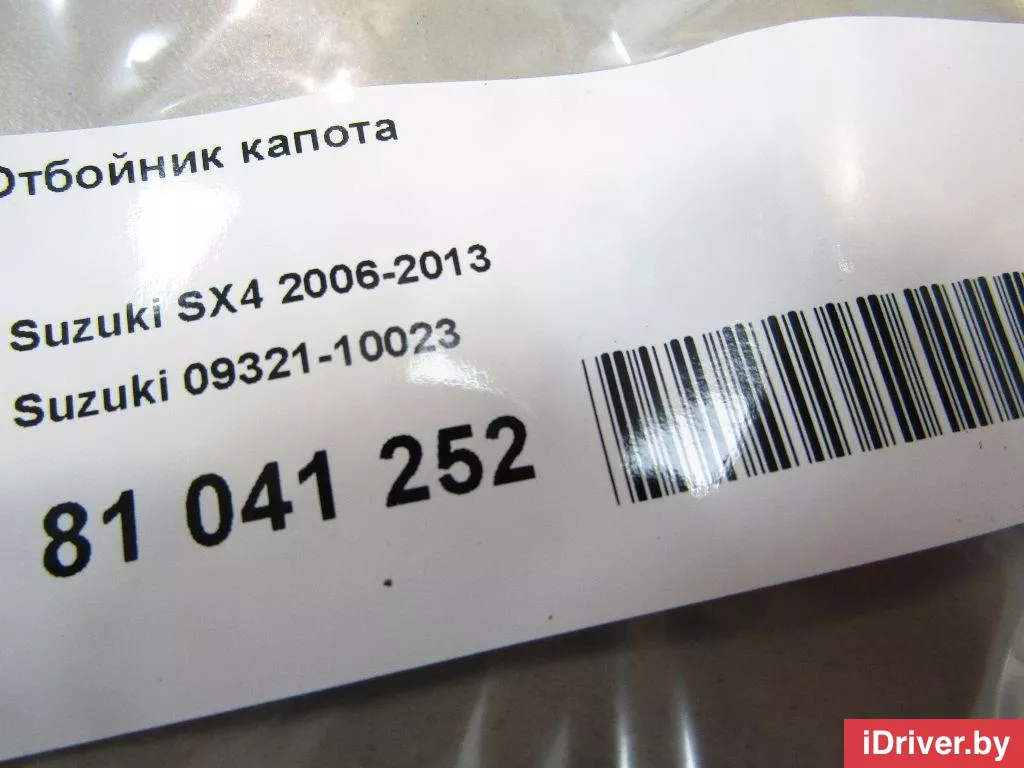 Отбойник капота
Suzuki SX4 2006-2013
Suzuki 09321-10023
81 041 252
iDriver.by